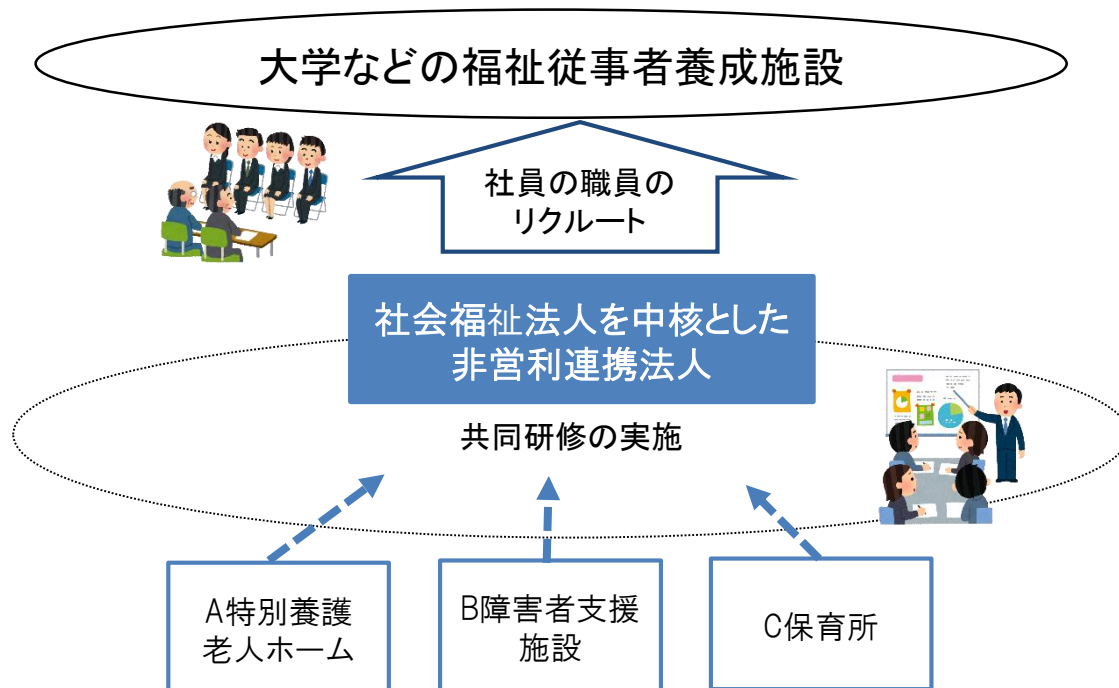 大学などの福祉従事者養成施設
社員の職員の
リクルート
社会福祉法人を中核とした
非営利連携法人
共同研修の実施
A特別養護
老人ホーム
B障害者支援
施設
C保育所